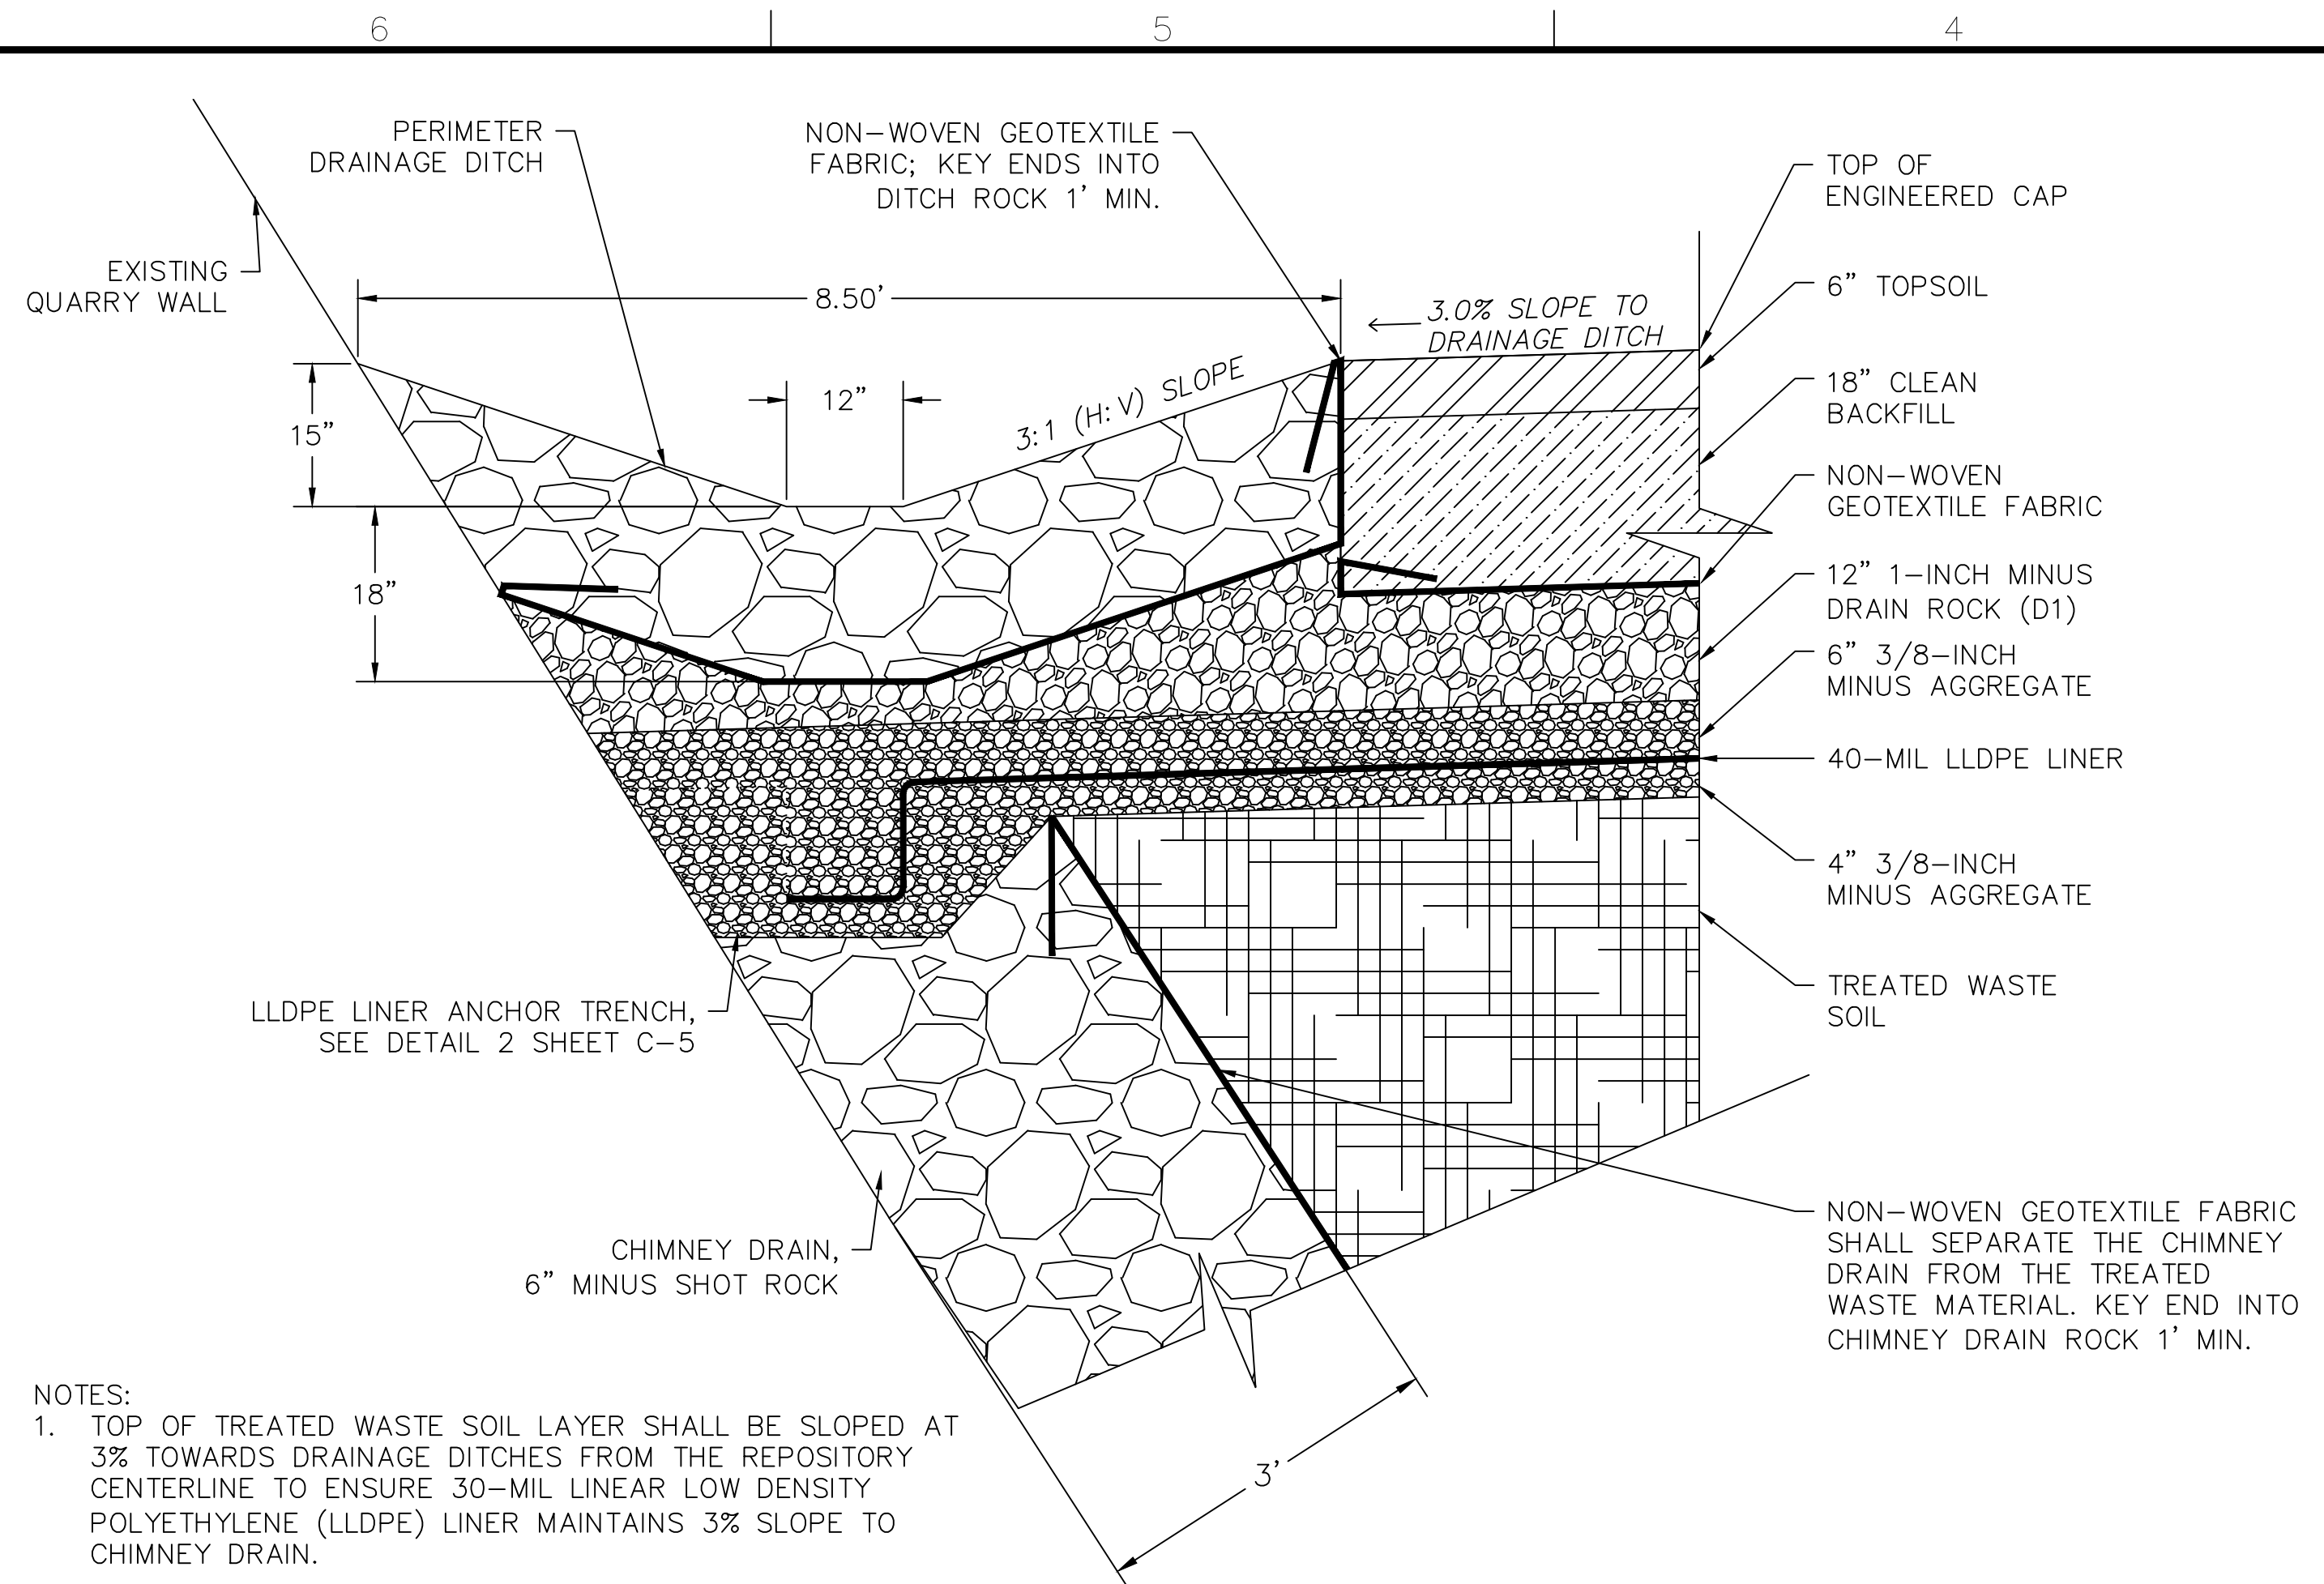 6
5
4
PERIMETER
DRAINAGE DITCH
NON-WOVEN GEOTEXTILE
FABRIC; KEY ENDS INTO
DITCH ROCK 1' MIN.
TOP OF
ENGINEERED CAP
EXISTING
QUARRY WALL
8.50'
3.0% SLOPE TO
DRAINAGE DITCH
6" TOPSOIL
15"
12"
3:1 (H:V) SLOPE
18" CLEAN
BACKFILL
NON-WOVEN
GEOTEXTILE FABRIC
18"
12" 1-INCH MINUS
DRAIN ROCK (D1)
6" 3/8-INCH
MINUS AGGREGATE
40-MIL LLDPE LINER
4" 3/8-INCH
MINUS AGGREGATE
LLDPE LINER ANCHOR TRENCH,
SEE DETAIL 2 SHEET C-5
TREATED WASTE
SOIL
CHIMNEY DRAIN,
6" MINUS SHOT ROCK
NON-WOVEN GEOTEXTILE FABRIC
SHALL SEPARATE THE CHIMNEY
DRAIN FROM THE TREATED
WASTE MATERIAL. KEY END INTO
CHIMNEY DRAIN ROCK 1' MIN.
3'
NOTES:
1. TOP OF TREATED WASTE SOIL LAYER SHALL BE SLOPED AT
3% TOWARDS DRAINAGE DITCHES FROM THE REPOSITORY
CENTERLINE TO ENSURE 30-MIL LINEAR LOW DENSITY
POLYETHYLENE (LLDPE) LINER MAINTAINS 3% SLOPE TO
CHIMNEY DRAIN.